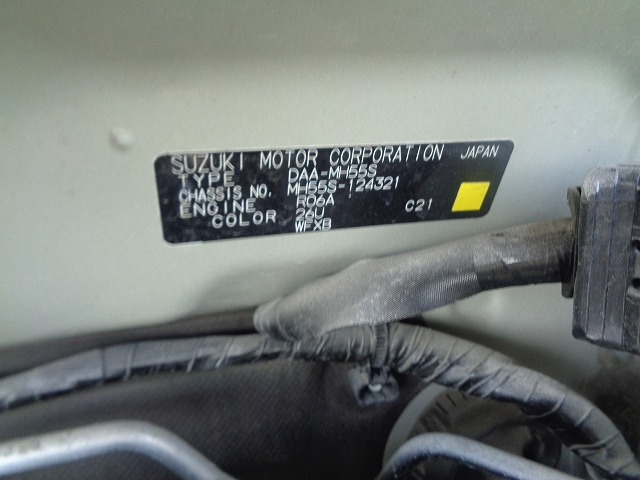 SUZUKI MOTOR CORPORATION JAPAN
TYPE DAA-MH55S
CHASSIS NO. MH55S-124321
ENGINE R06A C21
COLOR 26U
WFXB